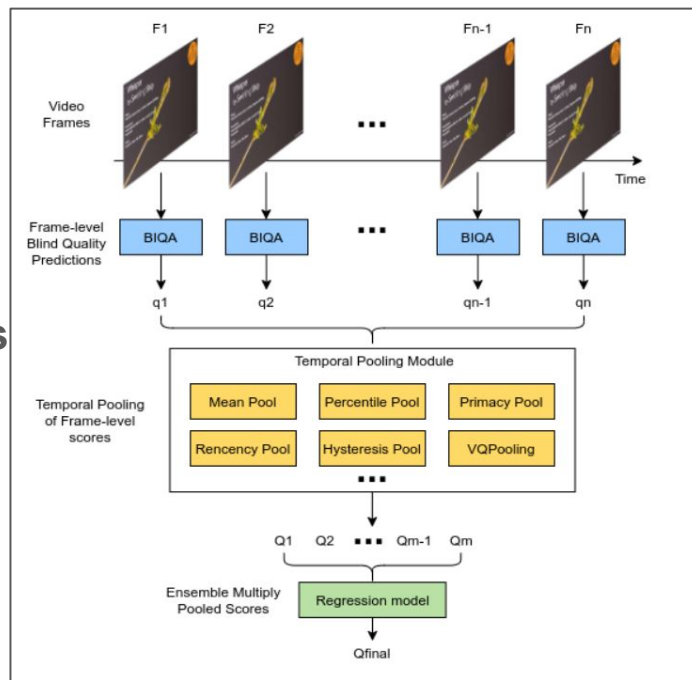 F1 F2 Fn-1 Fn
Video
Frames
...
Time
Frame-level
Blind Quality
Predictions
BIQA BIQA ... BIQA BIQA
q1 q2 qn-1 qn
s
Temporal Pooling Module
Temporal Pooling
of Frame-level
scores
Mean Pool Percentile Pool Primacy Pool
Rencency Pool Hysteresis Pool VQPooling
...
Q1 Q2 ... Qm-1 Qm
Ensemble Multiply
Pooled Scores
Regression model
Qfinal